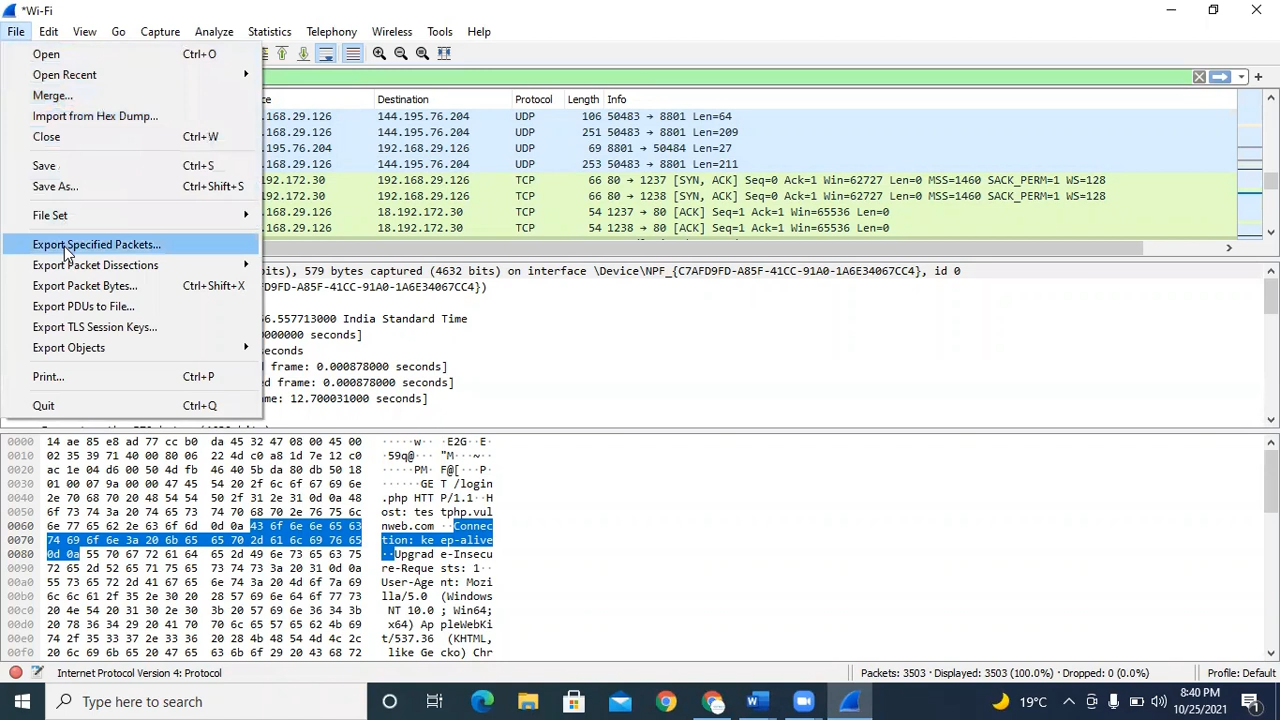 *Wi-Fi
File Edit View Go Capture Analyze Statistics Telephony Wireless Tools Help
Open Ctrl+O
Open Recent
Merge...
Import from Hex Dump...
Close Ctrl+W
Save Ctrl+S
Save As... Ctrl+Shift+S
File Set
Export Specified Packets...
Export Packet Dissections
Export Packet Bytes... Ctrl+Shift+X
Export PDUs to File...
Export TLS Session Keys...
Export Objects
Print... Ctrl+P
Quit Ctrl+Q
ce Destination Protocol Length Info
.168.29.126 144.195.76.204 UDP 106 50483 → 8801 Len=64
.168.29.126 144.195.76.204 UDP 251 50483 → 8801 Len=209
.195.76.204 192.168.29.126 UDP 69 8801 → 50484 Len=27
.168.29.126 144.195.76.204 UDP 253 50483 → 8801 Len=211
.192.172.30 192.168.29.126 TCP 66 80 → 1237 [SYN, ACK] Seq=0 Ack=1 Win=62727 Len=0 MSS=1460 SACK_PERM=1 WS=128
.192.172.30 192.168.29.126 TCP 66 80 → 1238 [SYN, ACK] Seq=0 Ack=1 Win=62727 Len=0 MSS=1460 SACK_PERM=1 WS=128
.168.29.126 18.192.172.30 TCP 54 1237 → 80 [ACK] Seq=1 Ack=1 Win=65536 Len=0
.168.29.126 18.192.172.30 TCP 54 1238 → 80 [ACK] Seq=1 Ack=1 Win=65536 Len=0
bits), 579 bytes captured (4632 bits) on interface \Device\NPF_{C7AFD9FD-A85F-41CC-91A0-1A6E34067CC4}, id 0
FD9FD-A85F-41CC-91A0-1A6E34067CC4})
6.557713000 India Standard Time
0000000 seconds]
econds
d frame: 0.000878000 seconds]
ed frame: 0.000878000 seconds]
e: 12.700031000 seconds]
0000 14 ae 85 e8 ad 77 cc b0 da 45 32 47 08 00 45 00 ·····w·· ·E2G··E·
0010 02 35 39 71 40 00 80 06 22 4d c0 a8 1d 7e 12 c0 ·59q@··· "M···~··
0020 ac 1e 04 d6 00 50 4d fb 46 40 5b da 80 db 50 18 ·····PM· F@[···P·
0030 01 00 07 9a 00 00 47 45 54 20 2f 6c 6f 67 69 6e ······GE T /login
0040 2e 70 68 70 20 48 54 54 50 2f 31 2e 31 0d 0a 48 .php HTT P/1.1··H
0050 6f 73 74 3a 20 74 65 73 74 70 68 70 2e 76 75 6c ost: tes tphp.vul
0060 6e 77 65 62 2e 63 6f 6d 0d 0a 43 6f 6e 6e 65 63 nweb.com ··Connec
0070 74 69 6f 6e 3a 20 6b 65 65 70 2d 61 6c 69 76 65 tion: ke ep-alive
0080 0d 0a 55 70 67 72 61 64 65 2d 49 6e 73 65 63 75 ··Upgrad e-Insecu
0090 72 65 2d 52 65 71 75 65 73 74 73 3a 20 31 0d 0a re-Reque sts: 1··
00a0 55 73 65 72 2d 41 67 65 6e 74 3a 20 4d 6f 7a 69 User-Age nt: Mozi
00b0 6c 6c 61 2f 35 2e 30 20 28 57 69 6e 64 6f 77 73 lla/5.0 (Windows
00c0 20 4e 54 20 31 30 2e 30 3b 20 57 69 6e 36 34 3b NT 10.0 ; Win64;
00d0 20 78 36 34 29 20 41 70 70 6c 65 57 65 62 4b 69 x64) Ap pleWebKi
00e0 74 2f 35 33 37 2e 33 36 20 28 4b 48 54 4d 4c 2c t/537.36 (KHTML,
00f0 20 6c 69 6b 65 20 47 65 63 6b 6f 29 20 43 68 72 like Ge cko) Chr
Internet Protocol Version 4: Protocol Packets: 3503 · Displayed: 3503 (100.0%) · Dropped: 0 (0.0%) Profile: Default
Type here to search 19°C 8:40 PM
10/25/2021